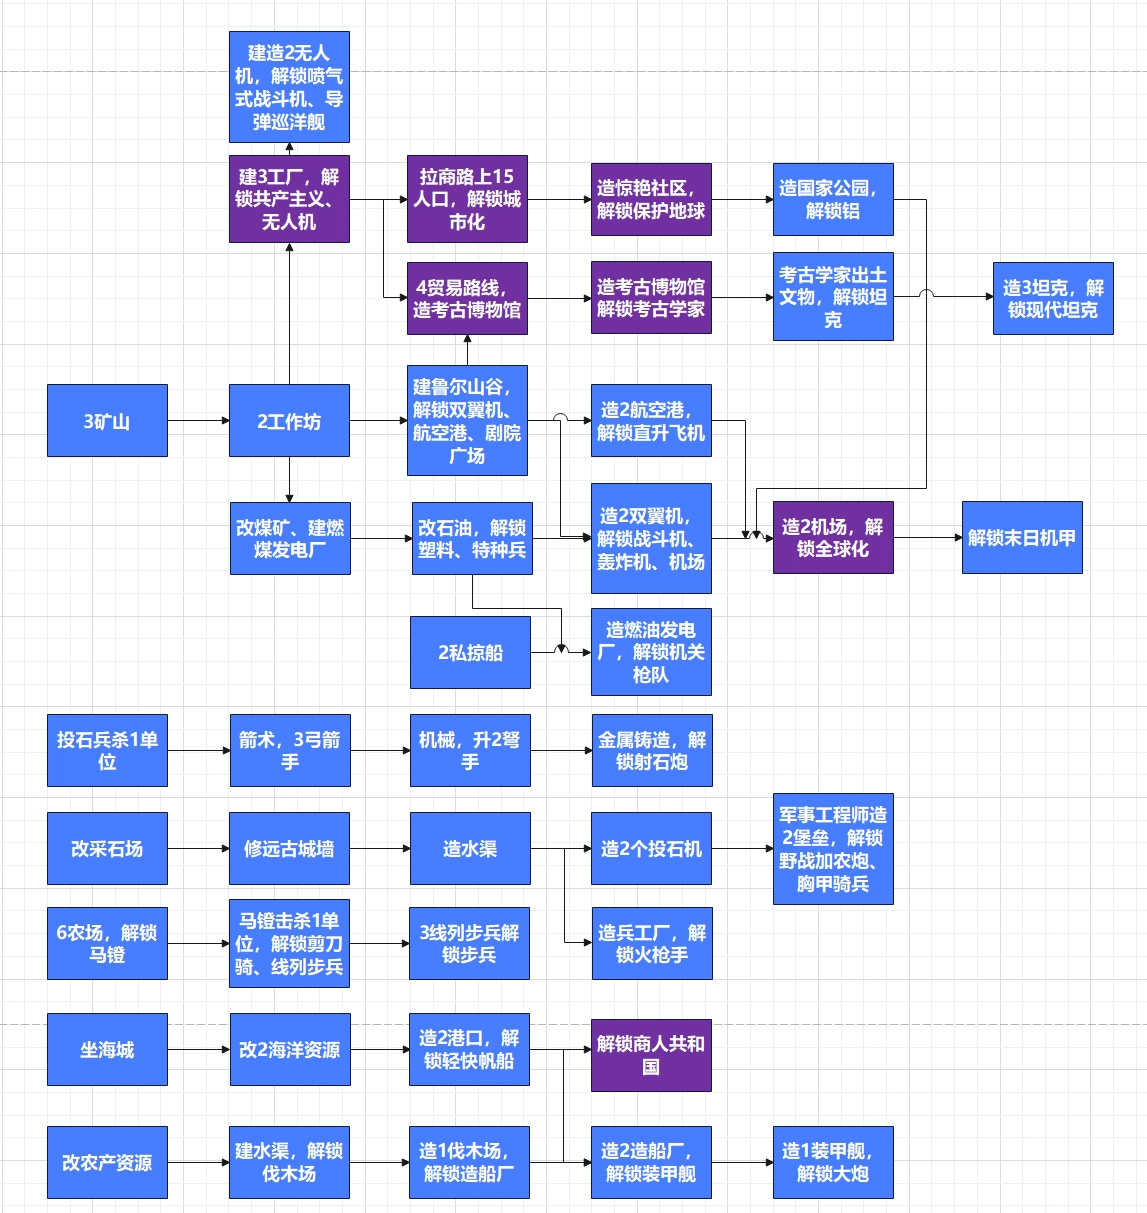 建造2无人
机，解锁喷气
式战斗机、导
弹巡洋舰
建3工厂，解
锁共产主义、
无人机
拉商路上15
人口，解锁城
市化
造惊艳社区，
解锁保护地球
造国家公园，
解锁铝
4贸易路线，
造考古博物馆
造考古博物馆
解锁考古学家
考古学家出土
文物，解锁坦
克
造3坦克，解
锁现代坦克
3矿山
2工作坊
建鲁尔山谷，
解锁双翼机、
航空港、剧院
广场
造2航空港，
解锁直升飞机
改煤矿、建燃
煤发电厂
改石油，解锁
塑料、特种兵
造2双翼机，
解锁战斗机、
轰炸机、机场
造2机场，解
锁全球化
解锁末日机甲
2私掠船
造燃油发电
厂，解锁机关
枪队
投石兵杀1单
位
箭术，3弓箭
手
机械，升2弩
手
金属铸造，解
锁射石炮
改采石场
修远古城墙
造水渠
造2个投石机
军事工程师造
2堡垒，解锁
野战加农炮、
胸甲骑兵
6农场，解锁
马镫
马镫击杀1单
位，解锁剪刀
骑、线列步兵
3线列步兵解
锁步兵
造兵工厂，解
锁火枪手
坐海城
改2海洋资源
造2港口，解
锁轻快帆船
解锁商人共和
国
改农产资源
建水渠，解锁
伐木场
造1伐木场，
解锁造船厂
造2造船厂，
解锁装甲舰
造1装甲舰，
解锁大炮